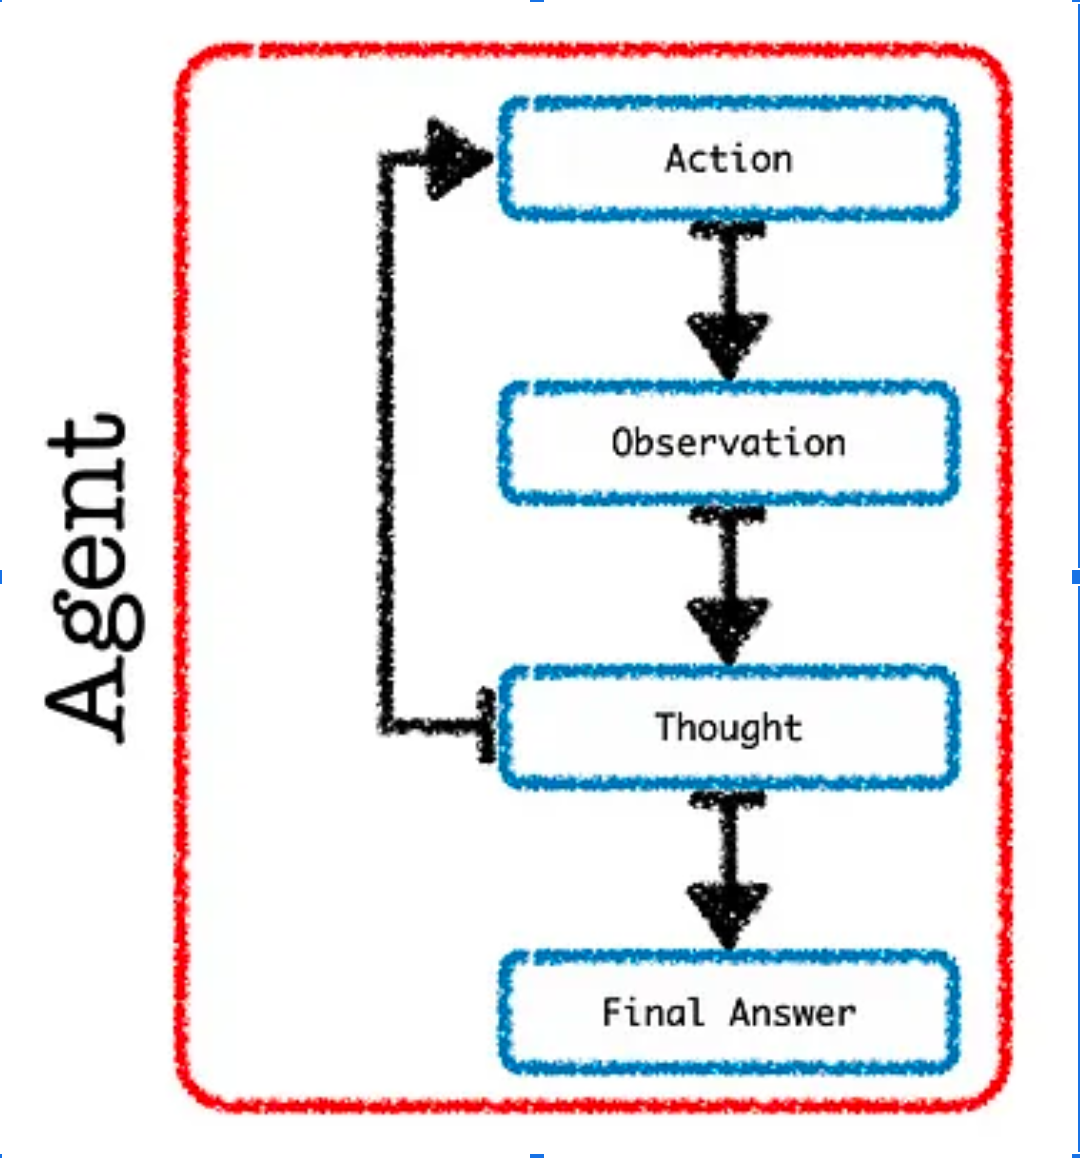 Agent
Action
Observation
Thought
Final Answer